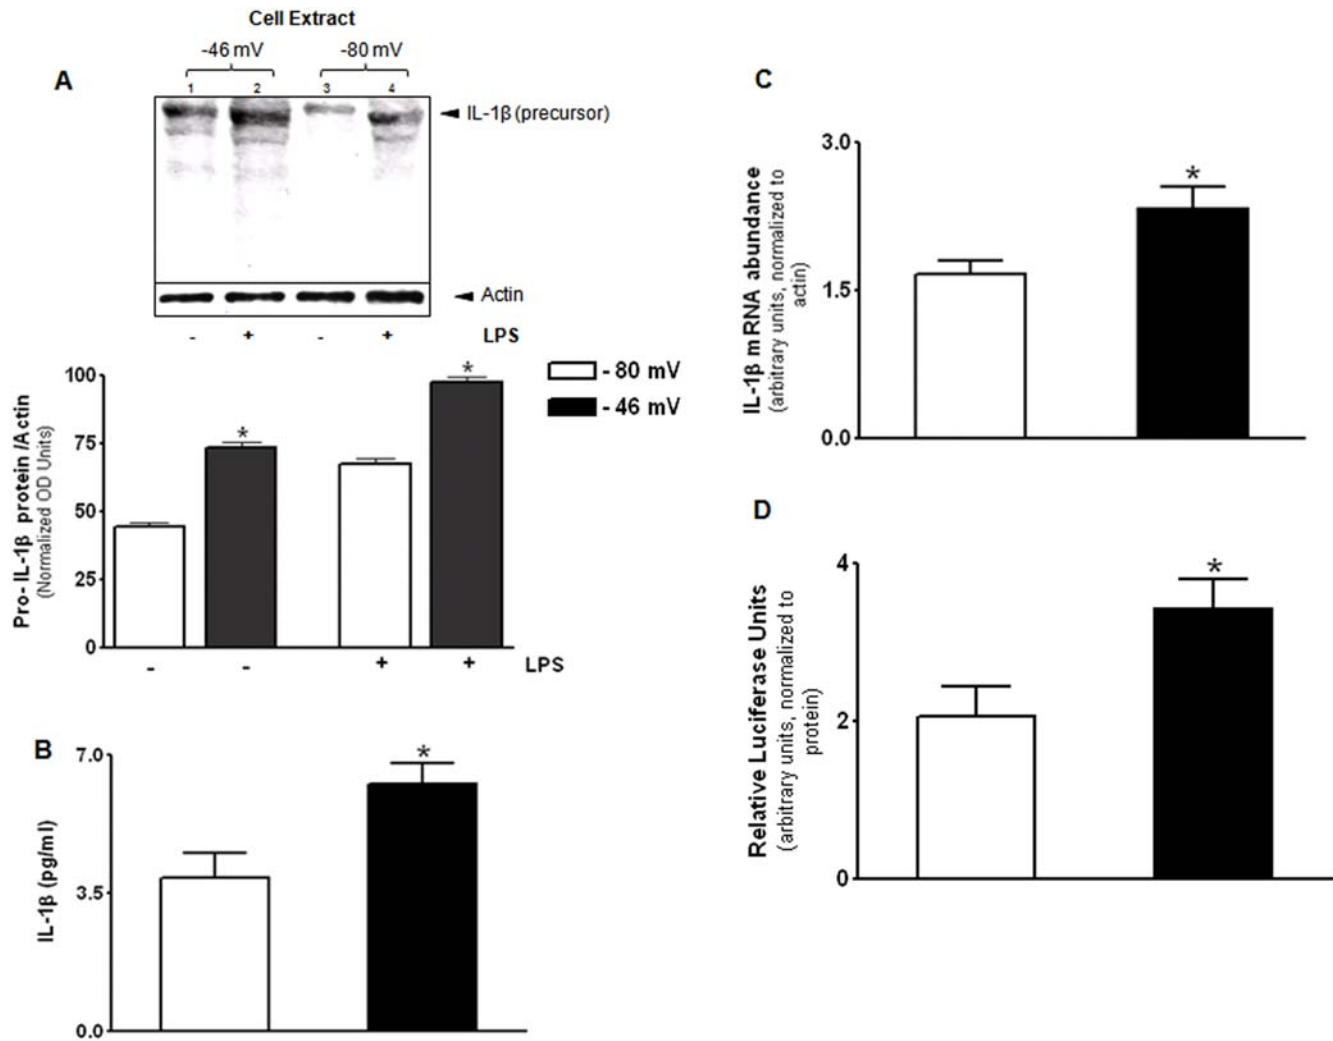 Cell Extract
-46 mV
-80 mV
A
1 2 3 4
IL-1β (precursor)
Actin
- + - + LPS
100
75
50
25
0
Pro- IL-1β protein /Actin
(Normalized OD Units)
*
*
- - + + LPS
- 80 mV
- 46 mV
B
7.0
3.5
0.0
IL-1β (pg/ml)
*
C
3.0
1.5
0.0
IL-1β mRNA abundance
(arbitrary units, normalized to
actin)
*
D
4
2
0
Relative Luciferase Units
(arbitrary units, normalized to
protein)
*